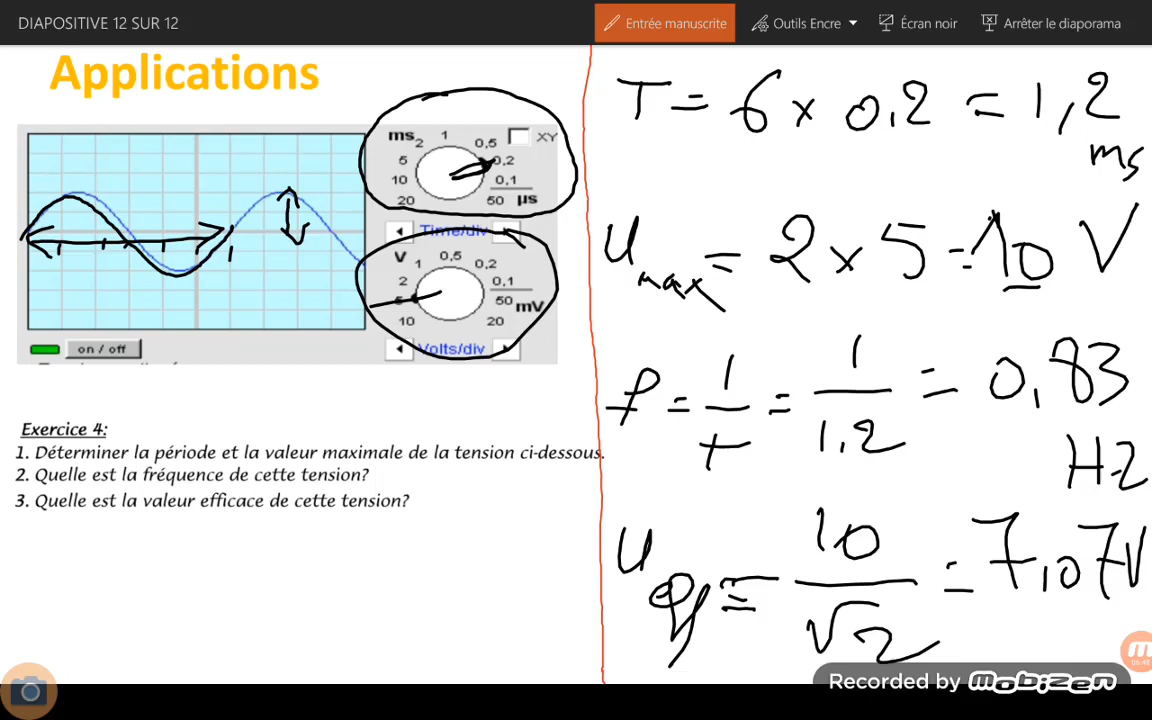 DIAPOSITIVE 12 SUR 12
Entrée manuscrite
Outils Encre
Écran noir
Arrêter le diaporama
Applications
ms 2 1 0,5 XY
5 0,2
10 0,1
20 50 µs
Time/div
V 1 0,5 0,2
2 0,1
5 50 mV
10 20
Volts/div
on / off
Exercice 4:
1. Déterminer la période et la valeur maximale de la tension ci-dessous.
2. Quelle est la fréquence de cette tension?
3. Quelle est la valeur efficace de cette tension?
T = 6 x 0.2 = 1,2 ms
Umax = 2 x 5 = 10 V
f = 1/T = 1/1,2 = 0,83 HZ
Ueff = 10/√2 = 7,07V
Recorded by mobizen